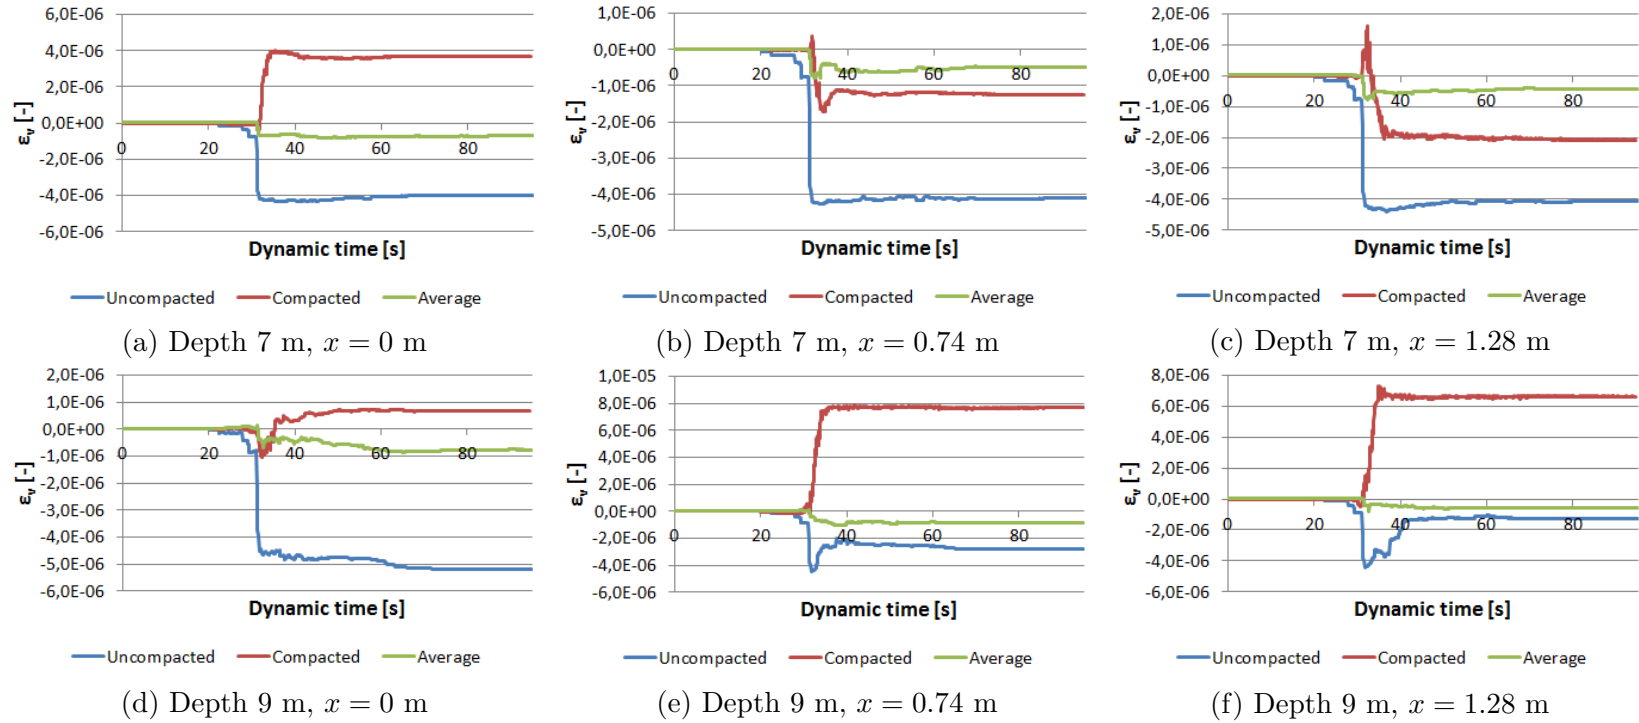 6,0E-06
4,0E-06
2,0E-06
0,0E+00
-2,0E-06
-4,0E-06
-6,0E-06
εv [-]
0 20 40 60 80
Dynamic time [s]
Uncompacted Compacted Average
(a) Depth 7 m, x = 0 m
1,0E-06
0,0E+00
-1,0E-06
-2,0E-06
-3,0E-06
-4,0E-06
-5,0E-06
εv [-]
0 20 40 60 80
Dynamic time [s]
Uncompacted Compacted Average
(b) Depth 7 m, x = 0.74 m
2,0E-06
1,0E-06
0,0E+00
-1,0E-06
-2,0E-06
-3,0E-06
-4,0E-06
-5,0E-06
εv [-]
0 20 40 60 80
Dynamic time [s]
Uncompacted Compacted Average
(c) Depth 7 m, x = 1.28 m
2,0E-06
1,0E-06
0,0E+00
-1,0E-06
-2,0E-06
-3,0E-06
-4,0E-06
-5,0E-06
-6,0E-06
εv [-]
0 20 40 60 80
Dynamic time [s]
Uncompacted Compacted Average
(d) Depth 9 m, x = 0 m
1,0E-05
8,0E-06
6,0E-06
4,0E-06
2,0E-06
0,0E+00
-2,0E-06
-4,0E-06
-6,0E-06
εv [-]
0 20 40 60 80
Dynamic time [s]
Uncompacted Compacted Average
(e) Depth 9 m, x = 0.74 m
8,0E-06
6,0E-06
4,0E-06
2,0E-06
0,0E+00
-2,0E-06
-4,0E-06
-6,0E-06
εv [-]
0 20 40 60 80
Dynamic time [s]
Uncompacted Compacted Average
(f) Depth 9 m, x = 1.28 m